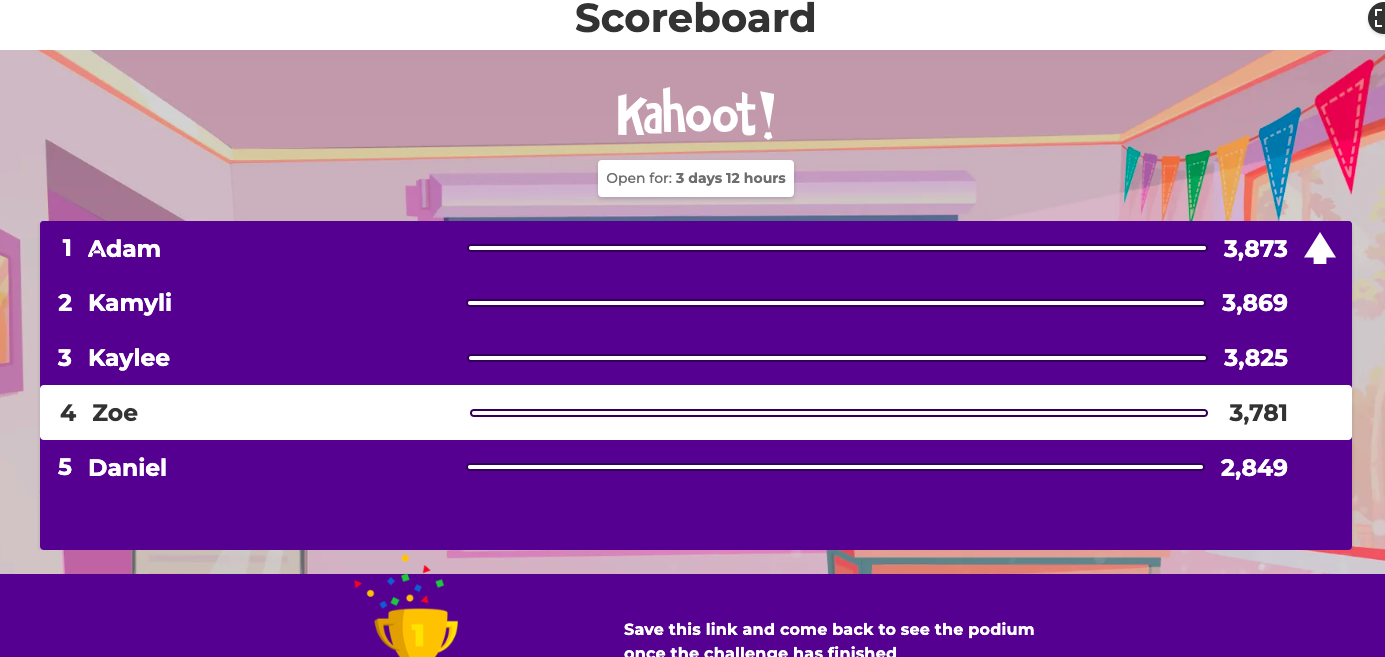 Scoreboard
Kahoot!
Open for: 3 days 12 hours
1 Adam 3,873
2 Kamyli 3,869
3 Kaylee 3,825
4 Zoe 3,781
5 Daniel 2,849
1
Save this link and come back to see the podium
once the challenge has finished